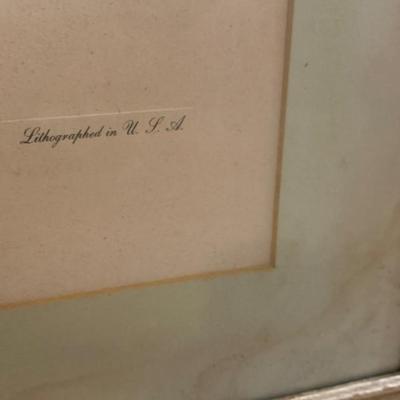 Lithographed in U. S. A.